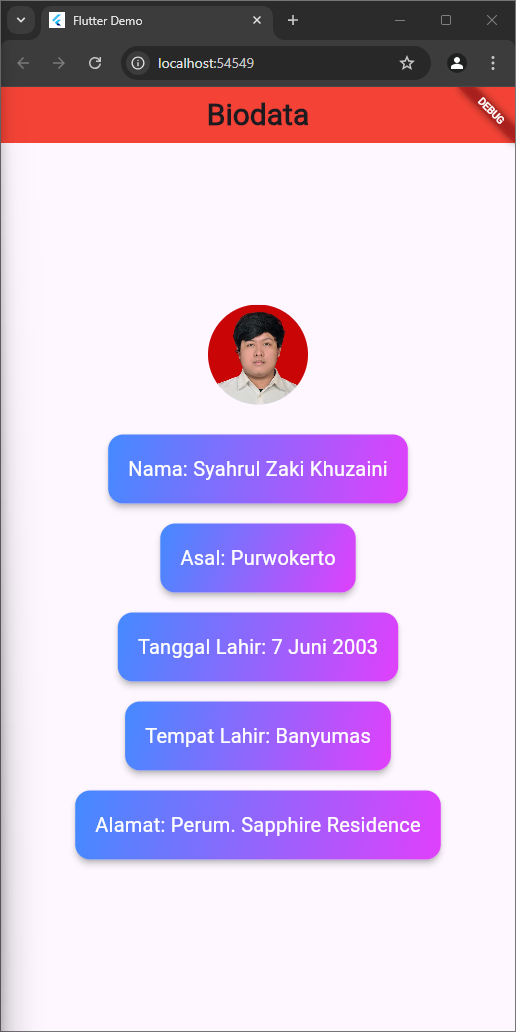 Flutter Demo
localhost:54549
Biodata
DEBUG
Nama: Syahrul Zaki Khuzaini
Asal: Purwokerto
Tanggal Lahir: 7 Juni 2003
Tempat Lahir: Banyumas
Alamat: Perum. Sapphire Residence